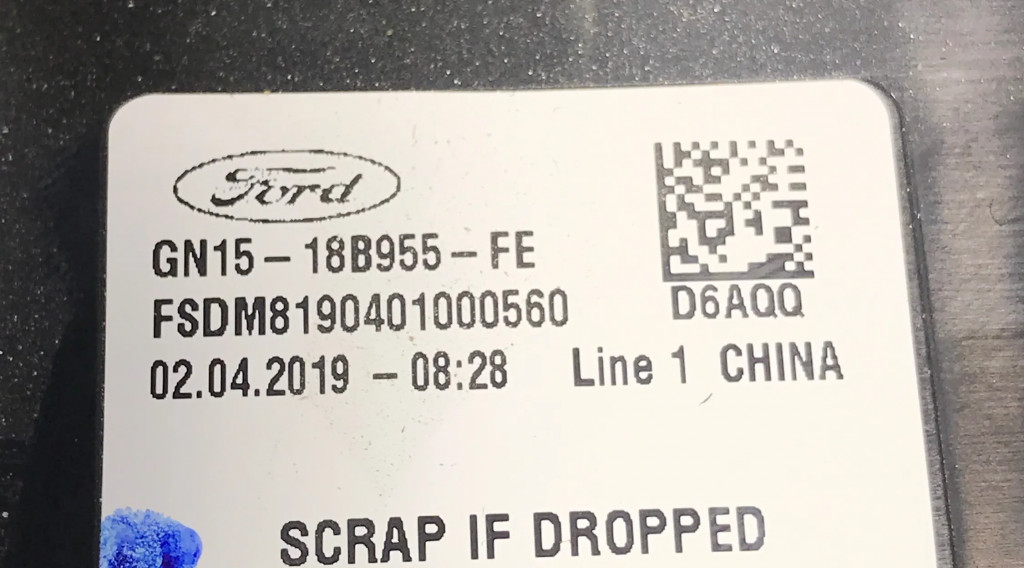 Ford
GN15 – 18B955 – FE
FSDM8190401000560
D6AQQ
02.04.2019 – 08:28 Line 1 CHINA
SCRAP IF DROPPED